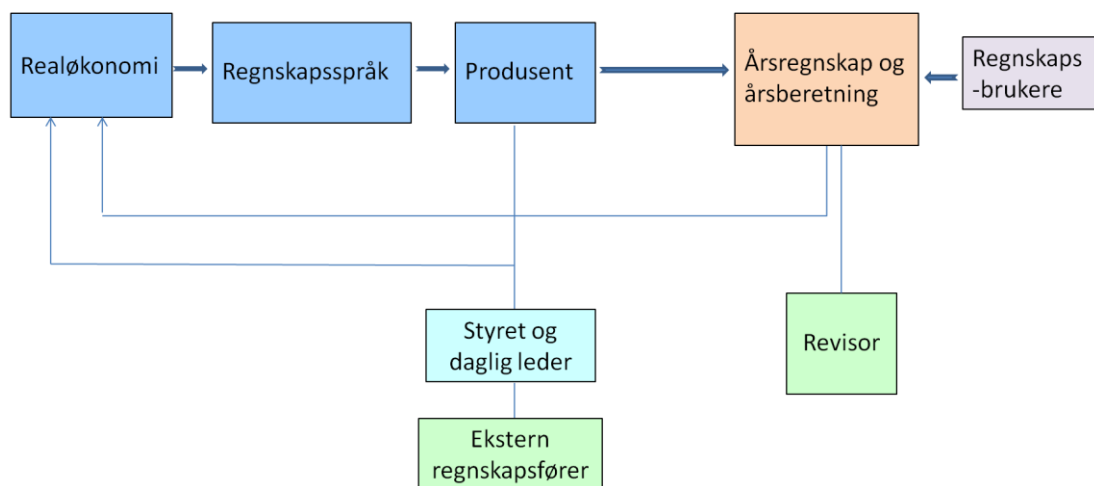 Realøkonomi
Regnskapsspråk
Produsent
Årsregnskap og
årsberetning
Regnskaps
-brukere
Styret og
daglig leder
Revisor
Ekstern
regnskapsfører